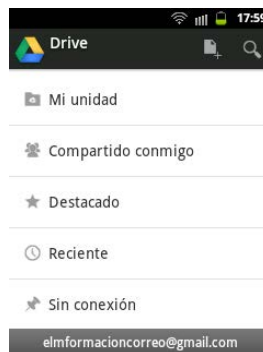 17:59
Drive
Mi unidad
Compartido conmigo
Destacado
Reciente
Sin conexión
elmformacioncorreo@gmail.com